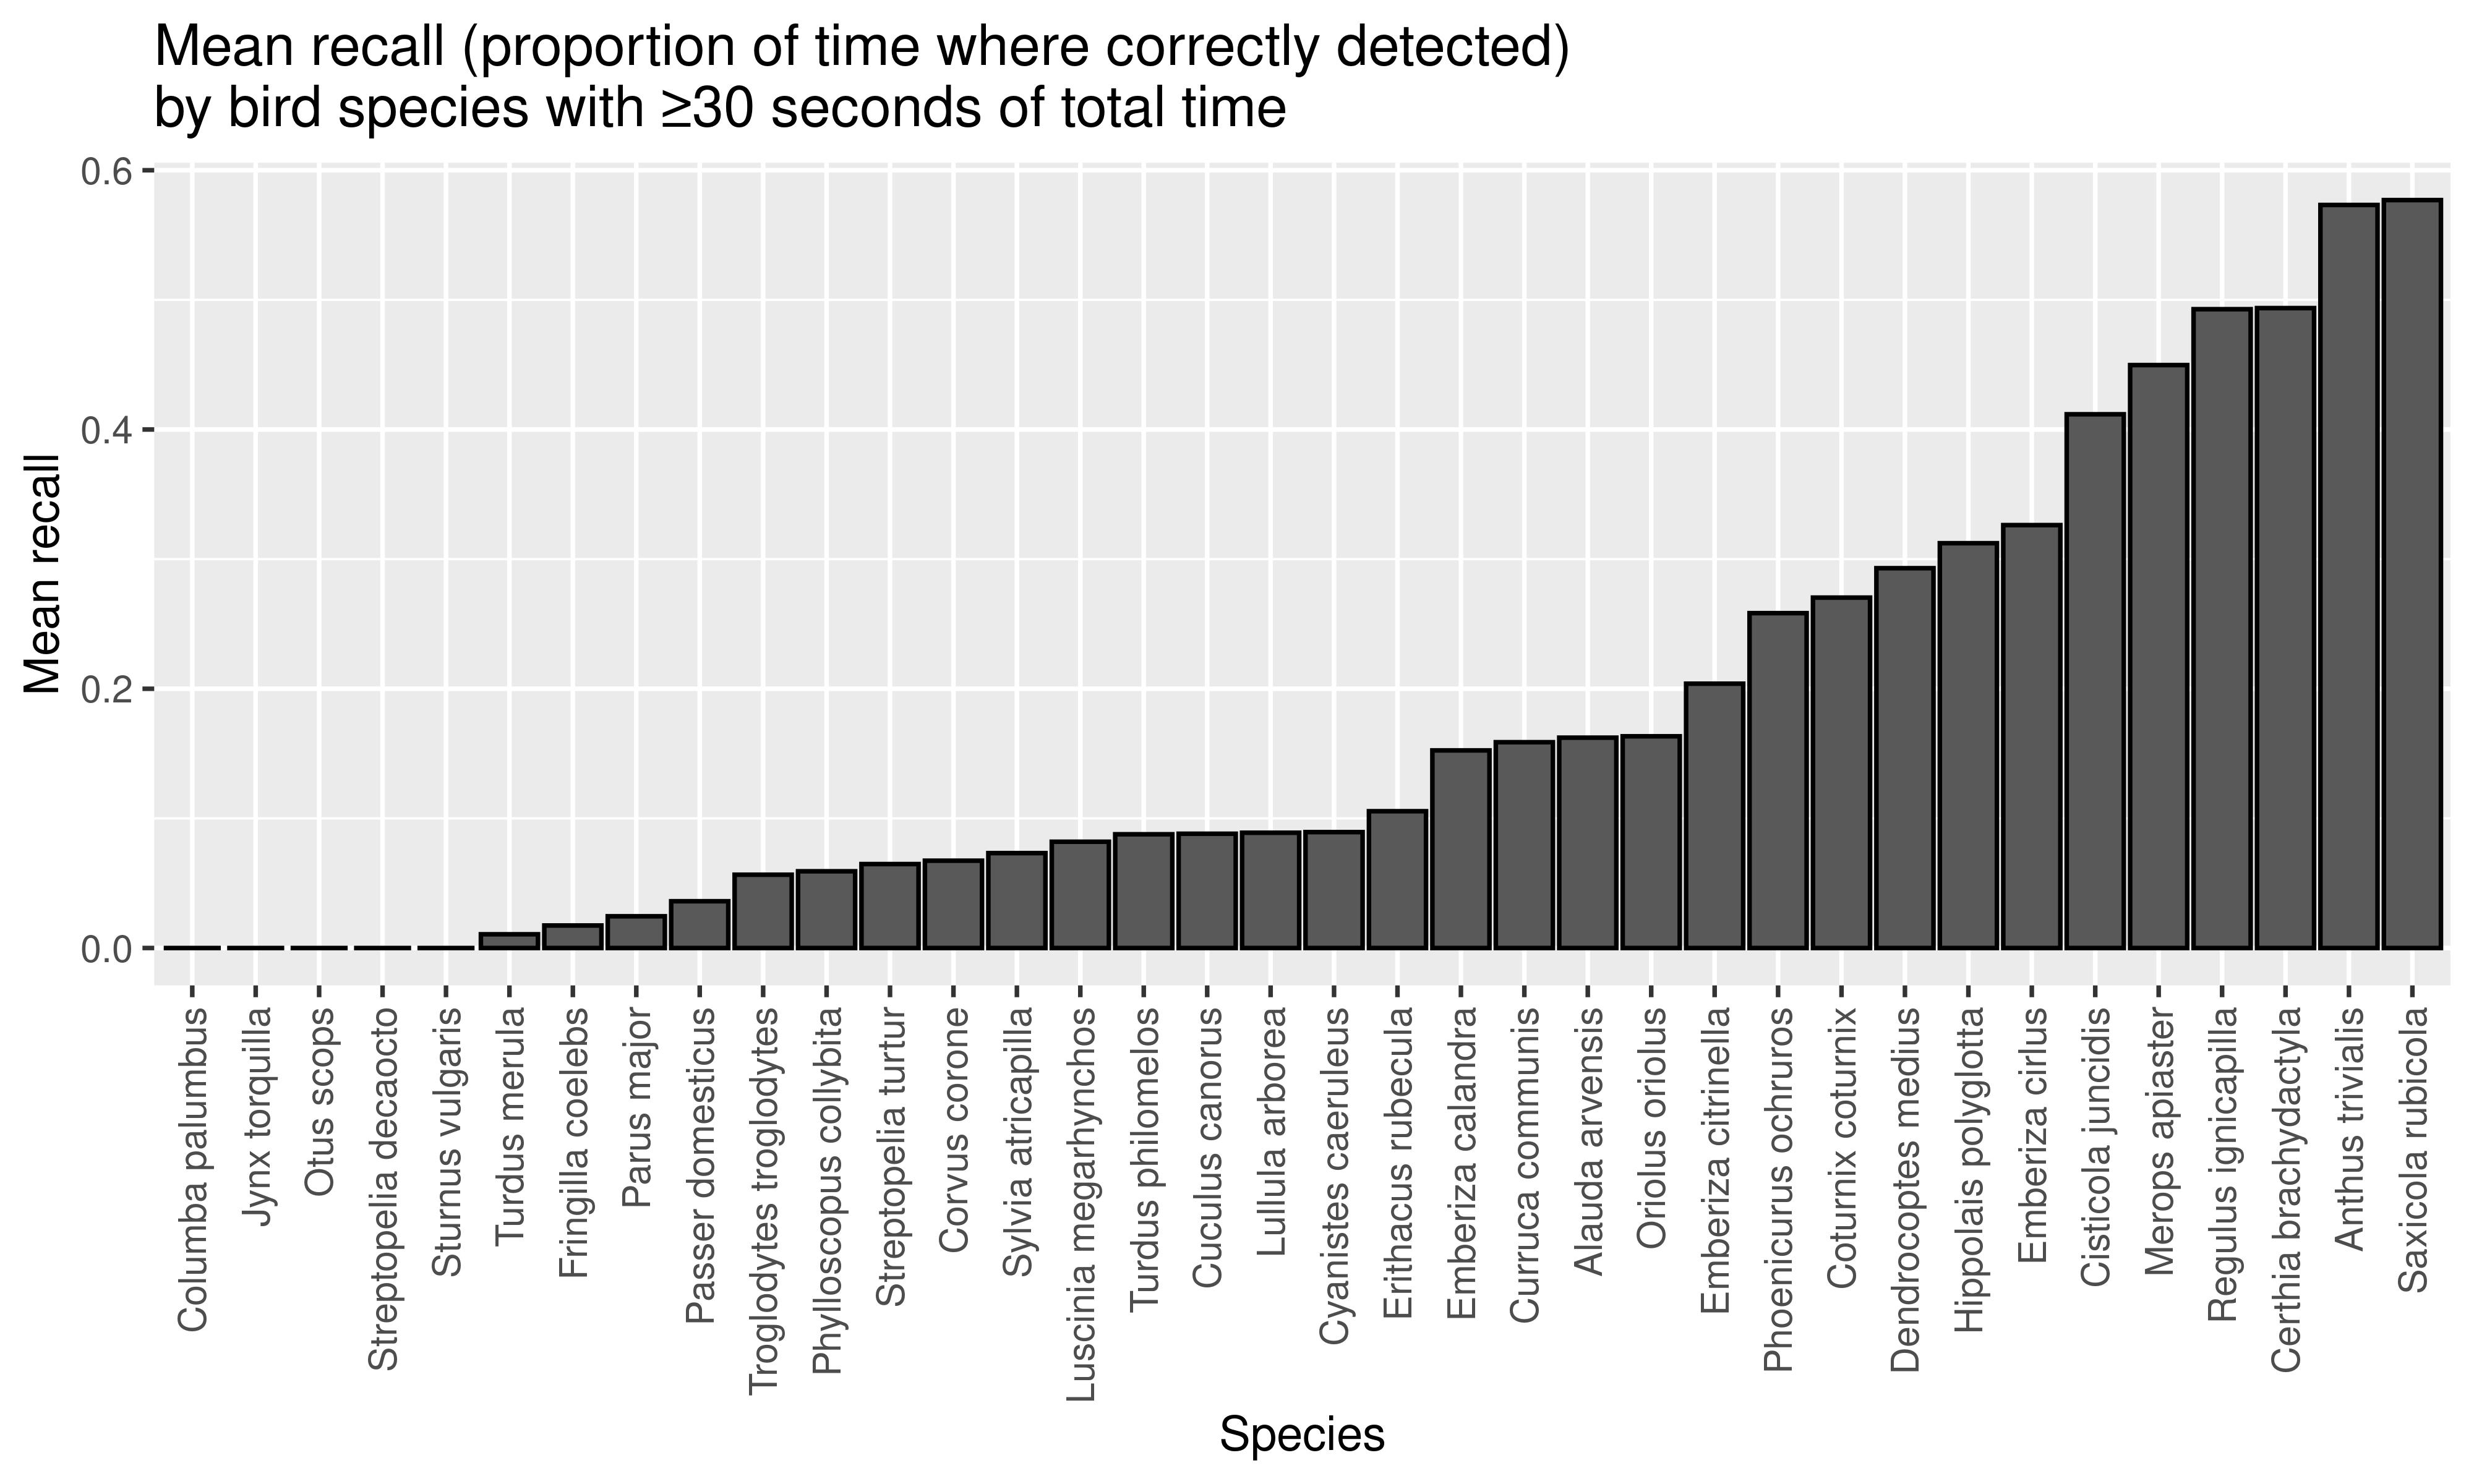 Mean recall (proportion of time where correctly detected)
by bird species with ≥30 seconds of total time
Mean recall
0.6
0.4
0.2
0.0
Columba palumbus
Jynx torquilla
Otus scops
Streptopelia decaocto
Sturnus vulgaris
Turdus merula
Fringilla coelebs
Parus major
Passer domesticus
Troglodytes troglodytes
Phylloscopus collybita
Streptopelia turtur
Corvus corone
Sylvia atricapilla
Luscinia megarhynchos
Turdus philomelos
Cuculus canorus
Lullula arborea
Cyanistes caeruleus
Erithacus rubecula
Emberiza calandra
Curruca communis
Alauda arvensis
Oriolus oriolus
Emberiza citrinella
Phoenicurus ochruros
Coturnix coturnix
Dendrocoptes medius
Hippolais polyglotta
Emberiza cirlus
Cisticola juncidis
Merops apiaster
Regulus ignicapilla
Certhia brachydactyla
Anthus trivialis
Saxicola rubicola
Species